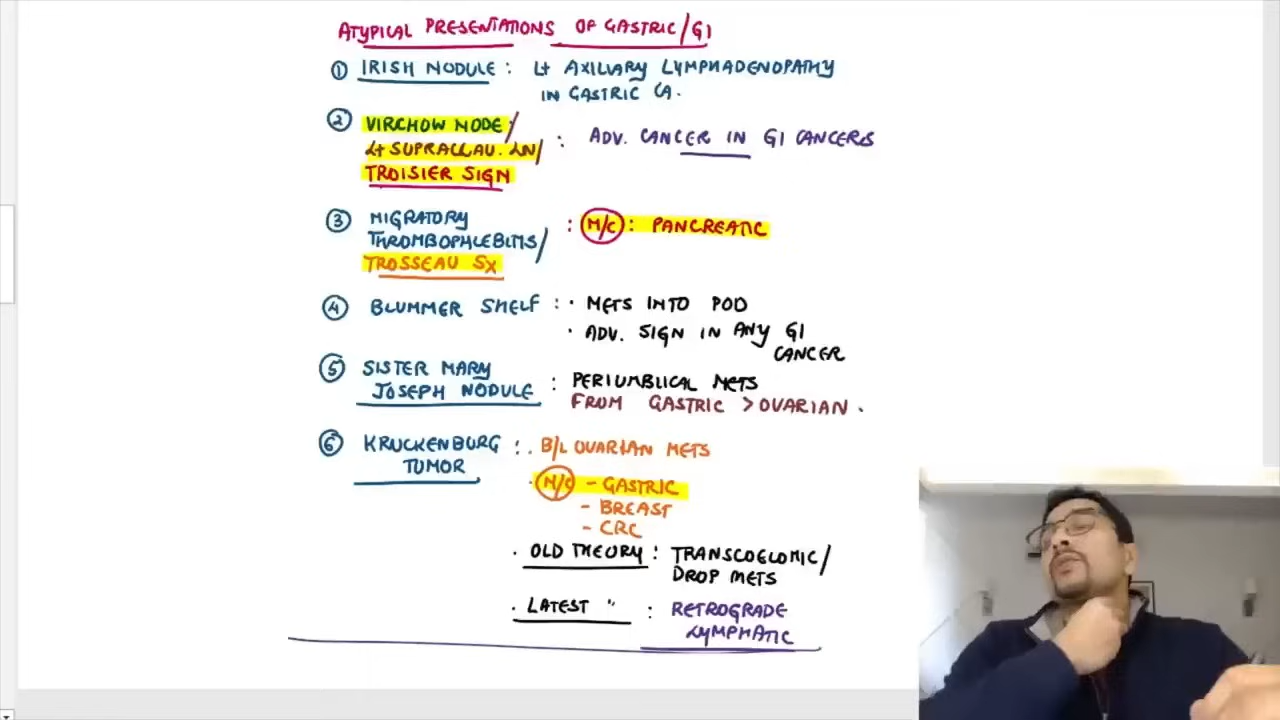 ATYPICAL PRESENTATIONS OF GASTRIC/GI
① IRISH NODULE : Lt AXILLARY LYMPHADENOPATHY
IN GASTRIC CA.
② VIRCHOW NODE/
Lt SUPRACLAV. LN/
TROISIER SIGN
: ADV. CANCER IN GI CANCERS
③ MIGRATORY
THROMBOPHLEBITIS/
TROSSEAU SX
: M/C : PANCREATIC
④ BLUMMER SHELF : · METS INTO POD
· ADV. SIGN IN ANY GI
CANCER
⑤ SISTER MARY
JOSEPH NODULE : PERIUMBLICAL METS
FROM GASTRIC > OVARIAN.
⑥ KRUCKENBURG
TUMOR
: . B/L OVARIAN METS
· M/C - GASTRIC
- BREAST
- CRC
· OLD THEORY : TRANSCOELOMIC/
DROP METS
· LATEST " : RETROGRADE
LYMPHATIC